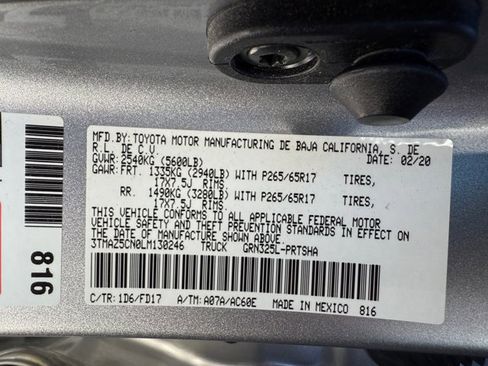 MFD.BY:TOYOTA MOTOR MANUFACTURING DE BAJA CALIFORNIA, S. DE
R.L. DE C.V. DATE: 02/20
GVWR: 2540KG (5600LB)
GAWR: FRT. 1335KG (2940LB) WITH P265/65R17 TIRES,
17X7.5J RIMS
RR. 1490KG (3280LB) WITH P265/65R17 TIRES,
17X7.5J RIMS
THIS VEHICLE CONFORMS TO ALL APPLICABLE FEDERAL MOTOR
VEHICLE SAFETY AND THEFT PREVENTION STANDARDS IN EFFECT ON
THE DATE OF MANUFACTURE SHOWN ABOVE.
3TMAZ5CN0LM130246 TRUCK GRN325L-PRTSHA
C/TR: 1D6/FD17 A/TM: A07A/AC60E MADE IN MEXICO 816
816